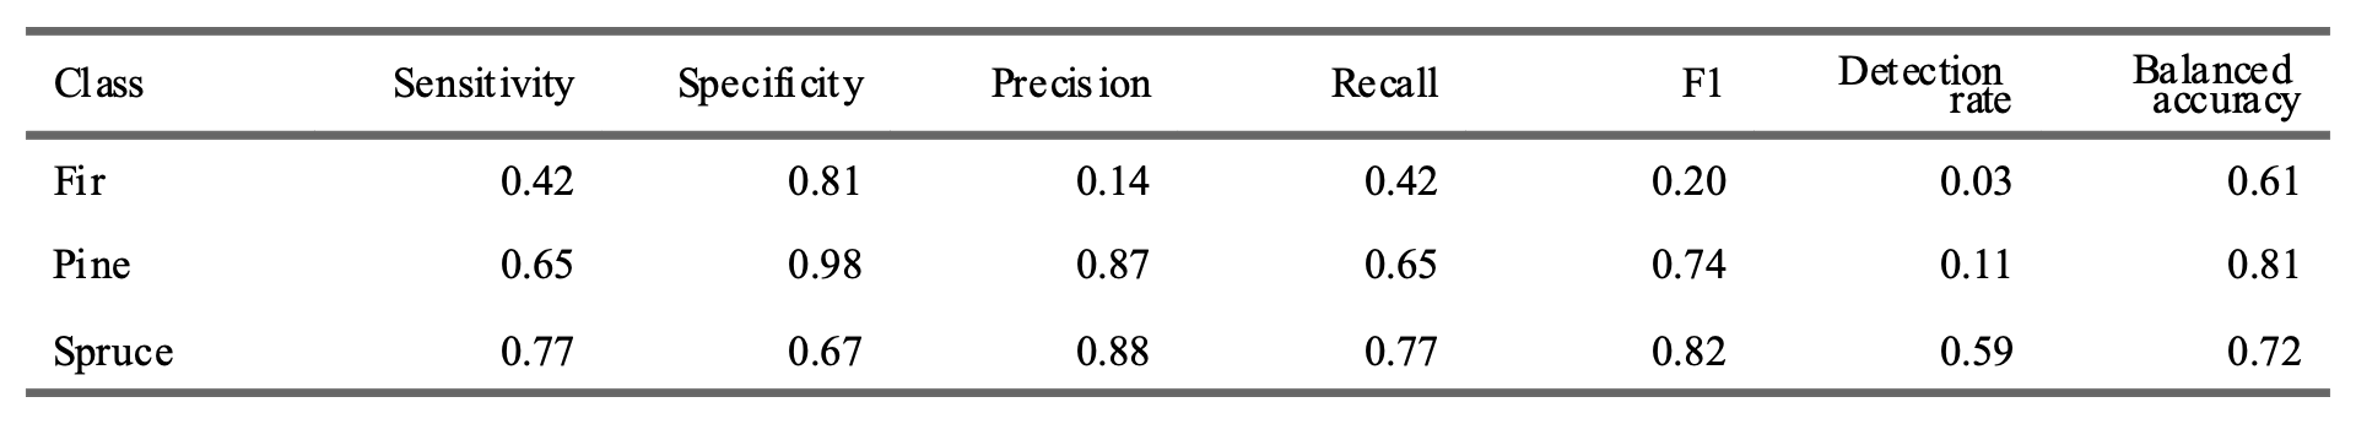 Class Sensitivity Specificity Precision Recall F1 Detection rate Balanced accuracy
Fir 0.42 0.81 0.14 0.42 0.20 0.03 0.61
Pine 0.65 0.98 0.87 0.65 0.74 0.11 0.81
Spruce 0.77 0.67 0.88 0.77 0.82 0.59 0.72